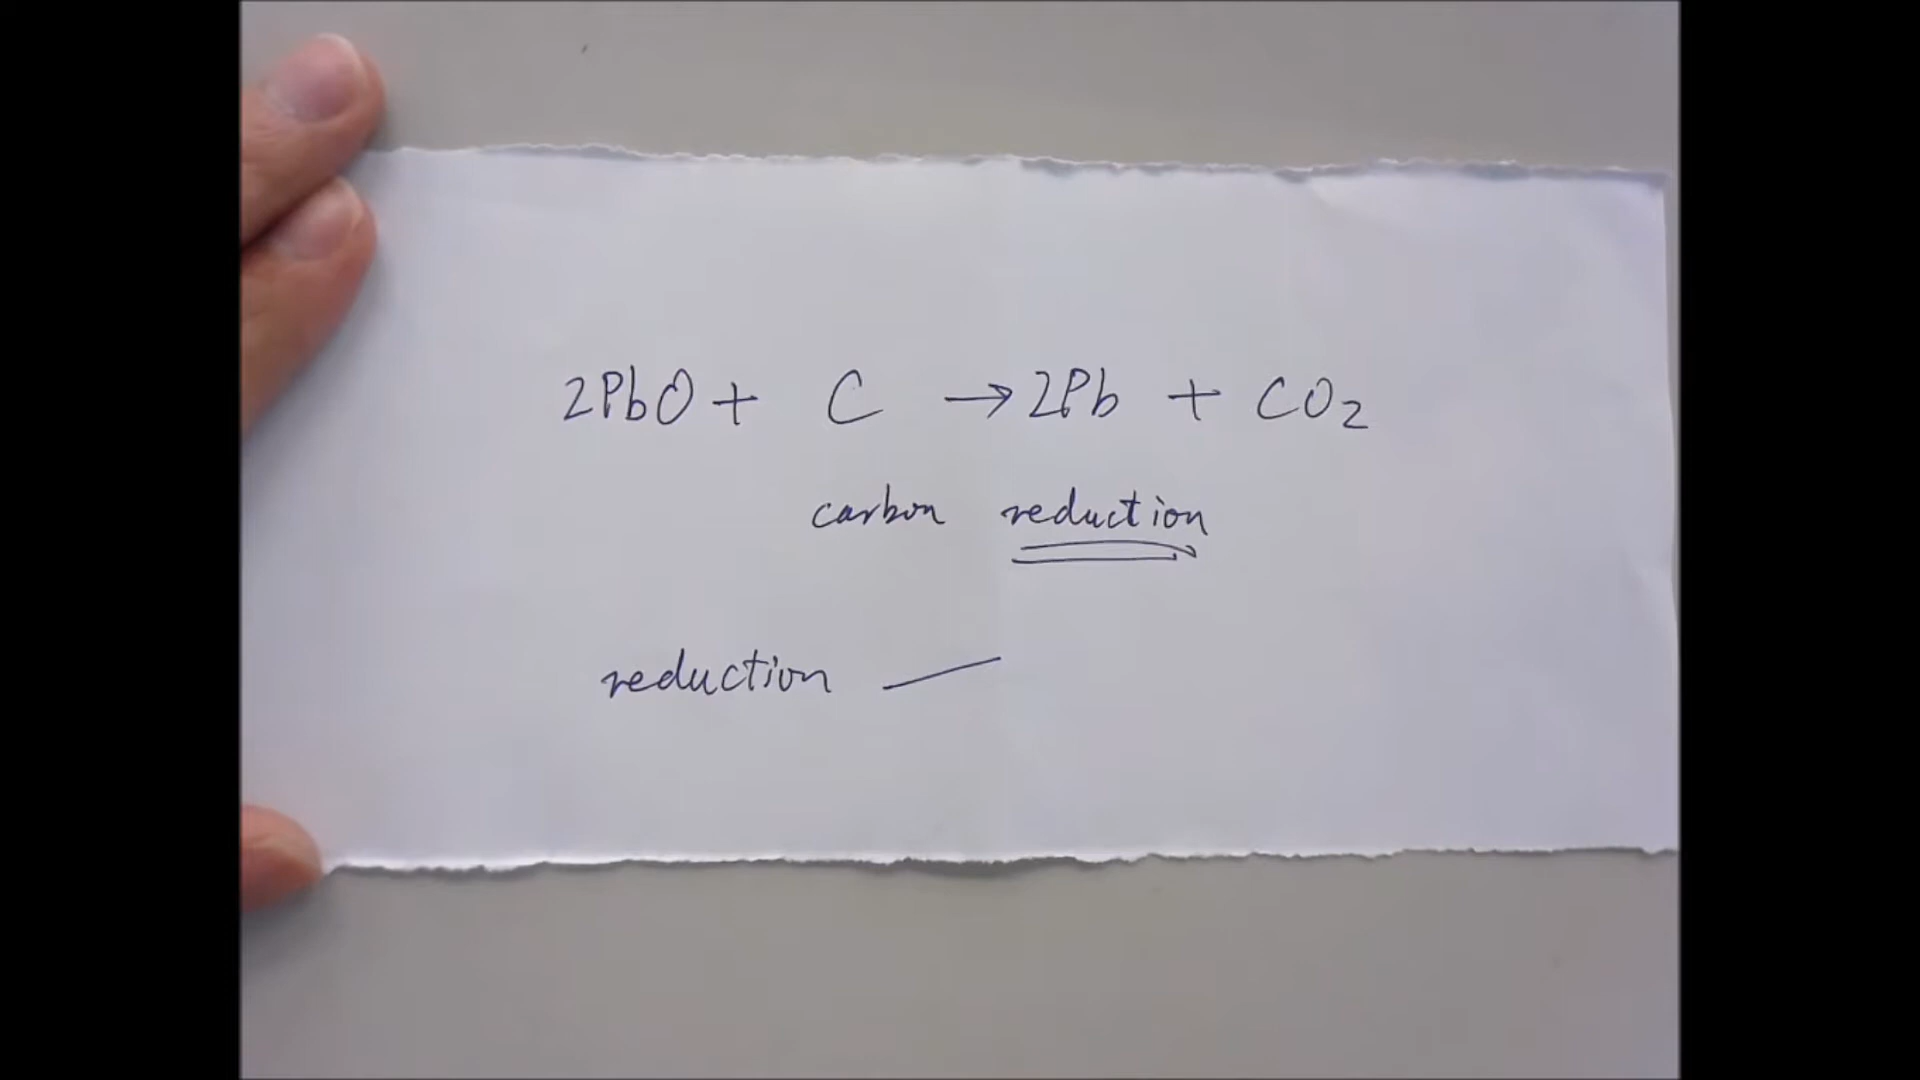 2PbO + C → 2Pb + CO₂
carbon reduction
reduction —